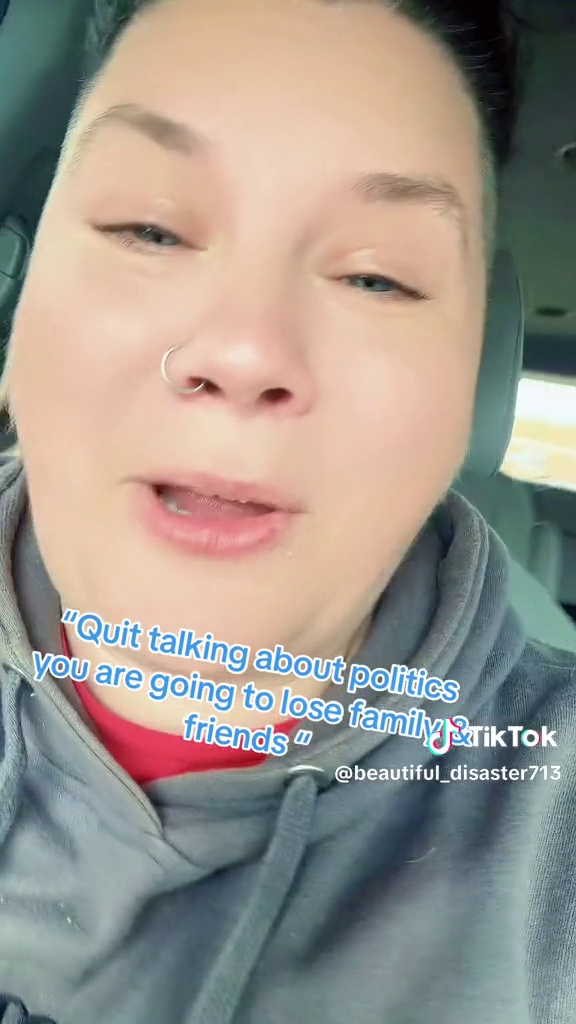 “Quit talking about politics
you are going to lose family &
friends ”
TikTok
@beautiful_disaster713